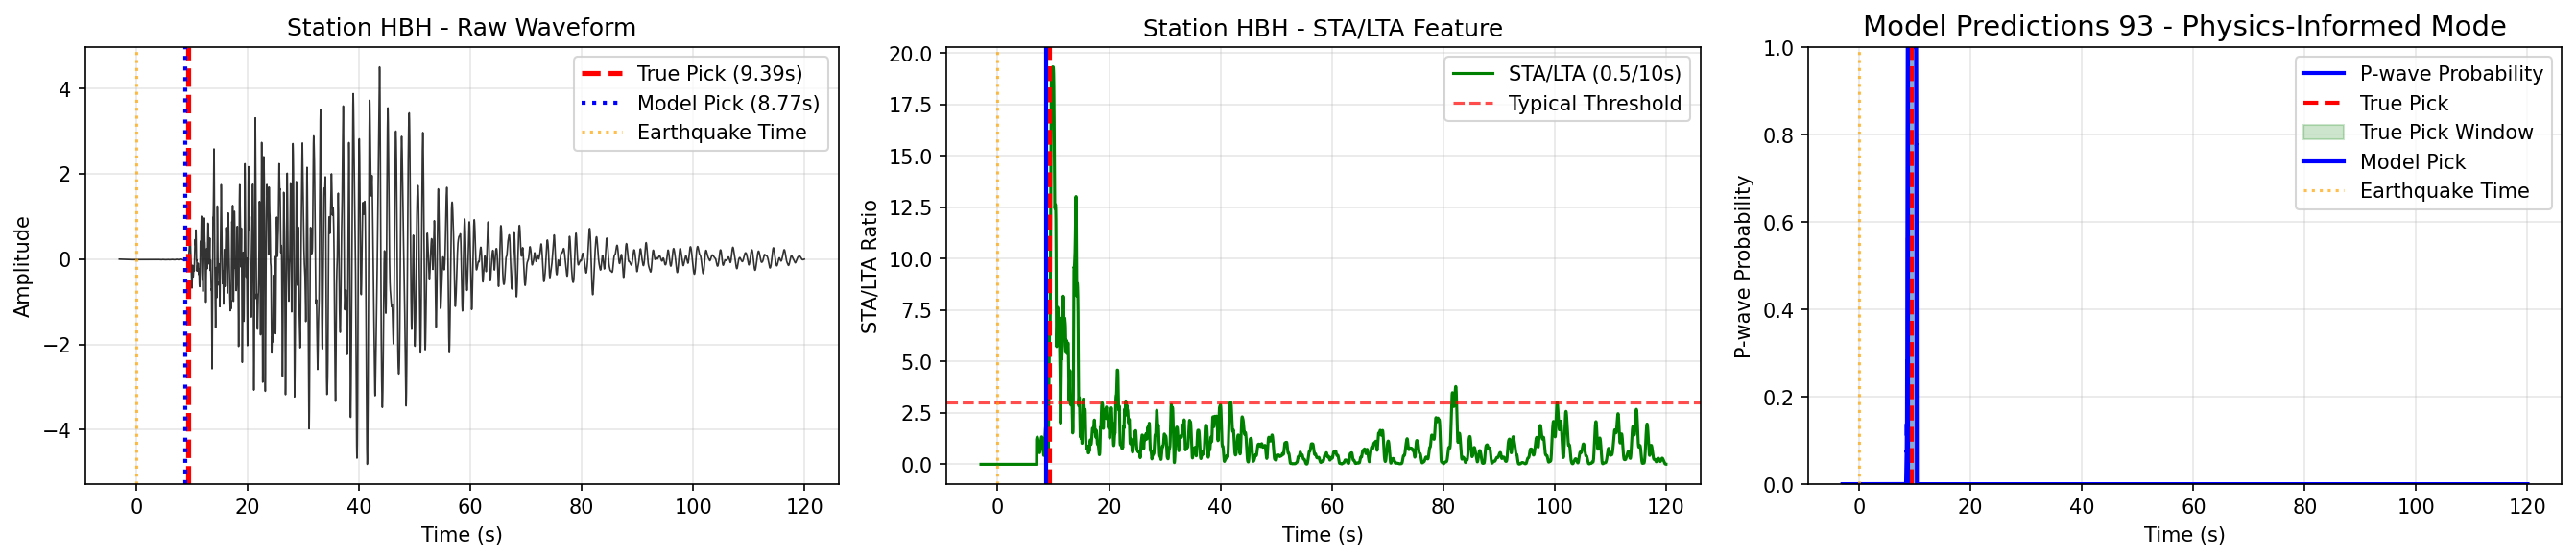 Station HBH - Raw Waveform
True Pick (9.39s)
Model Pick (8.77s)
Earthquake Time
Amplitude
4
2
0
−2
−4
0
20
40
60
80
100
120
Time (s)
Station HBH - STA/LTA Feature
STA/LTA (0.5/10s)
Typical Threshold
STA/LTA Ratio
20.0
17.5
15.0
12.5
10.0
7.5
5.0
2.5
0.0
0
20
40
60
80
100
120
Time (s)
Model Predictions 93 - Physics-Informed Mode
P-wave Probability
True Pick
True Pick Window
Model Pick
Earthquake Time
P-wave Probability
1.0
0.8
0.6
0.4
0.2
0.0
0
20
40
60
80
100
120
Time (s)